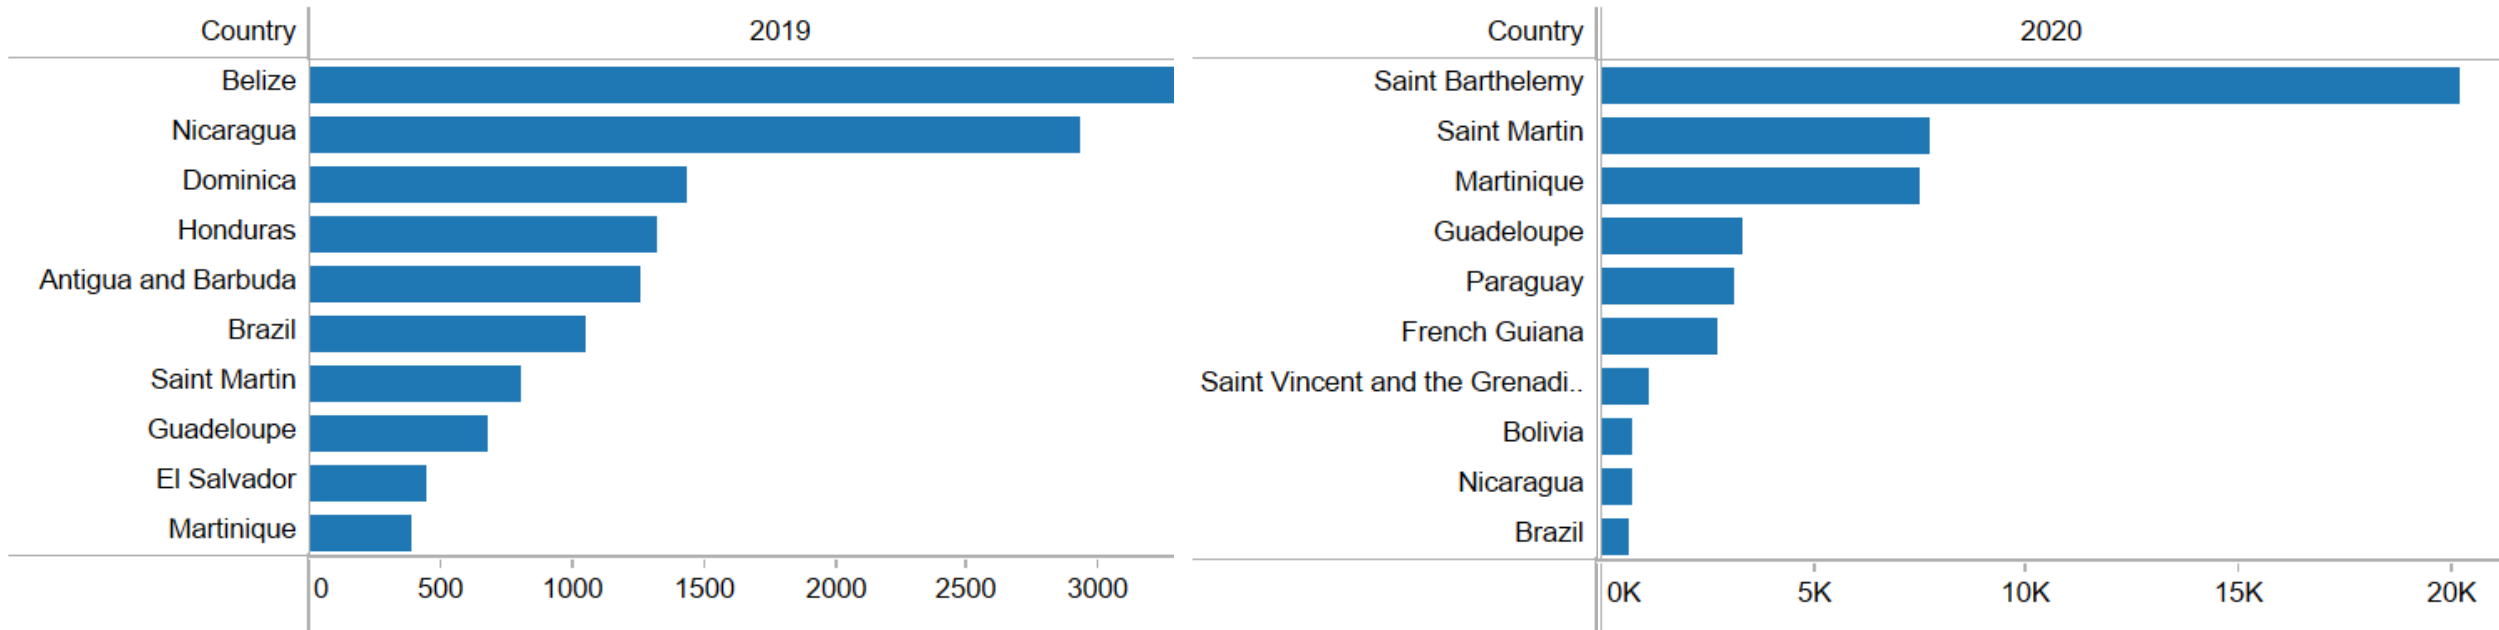 Country 2019
Belize
Nicaragua
Dominica
Honduras
Antigua and Barbuda
Brazil
Saint Martin
Guadeloupe
El Salvador
Martinique
0 500 1000 1500 2000 2500 3000
Country 2020
Saint Barthelemy
Saint Martin
Martinique
Guadeloupe
Paraguay
French Guiana
Saint Vincent and the Grenadi..
Bolivia
Nicaragua
Brazil
0K 5K 10K 15K 20K